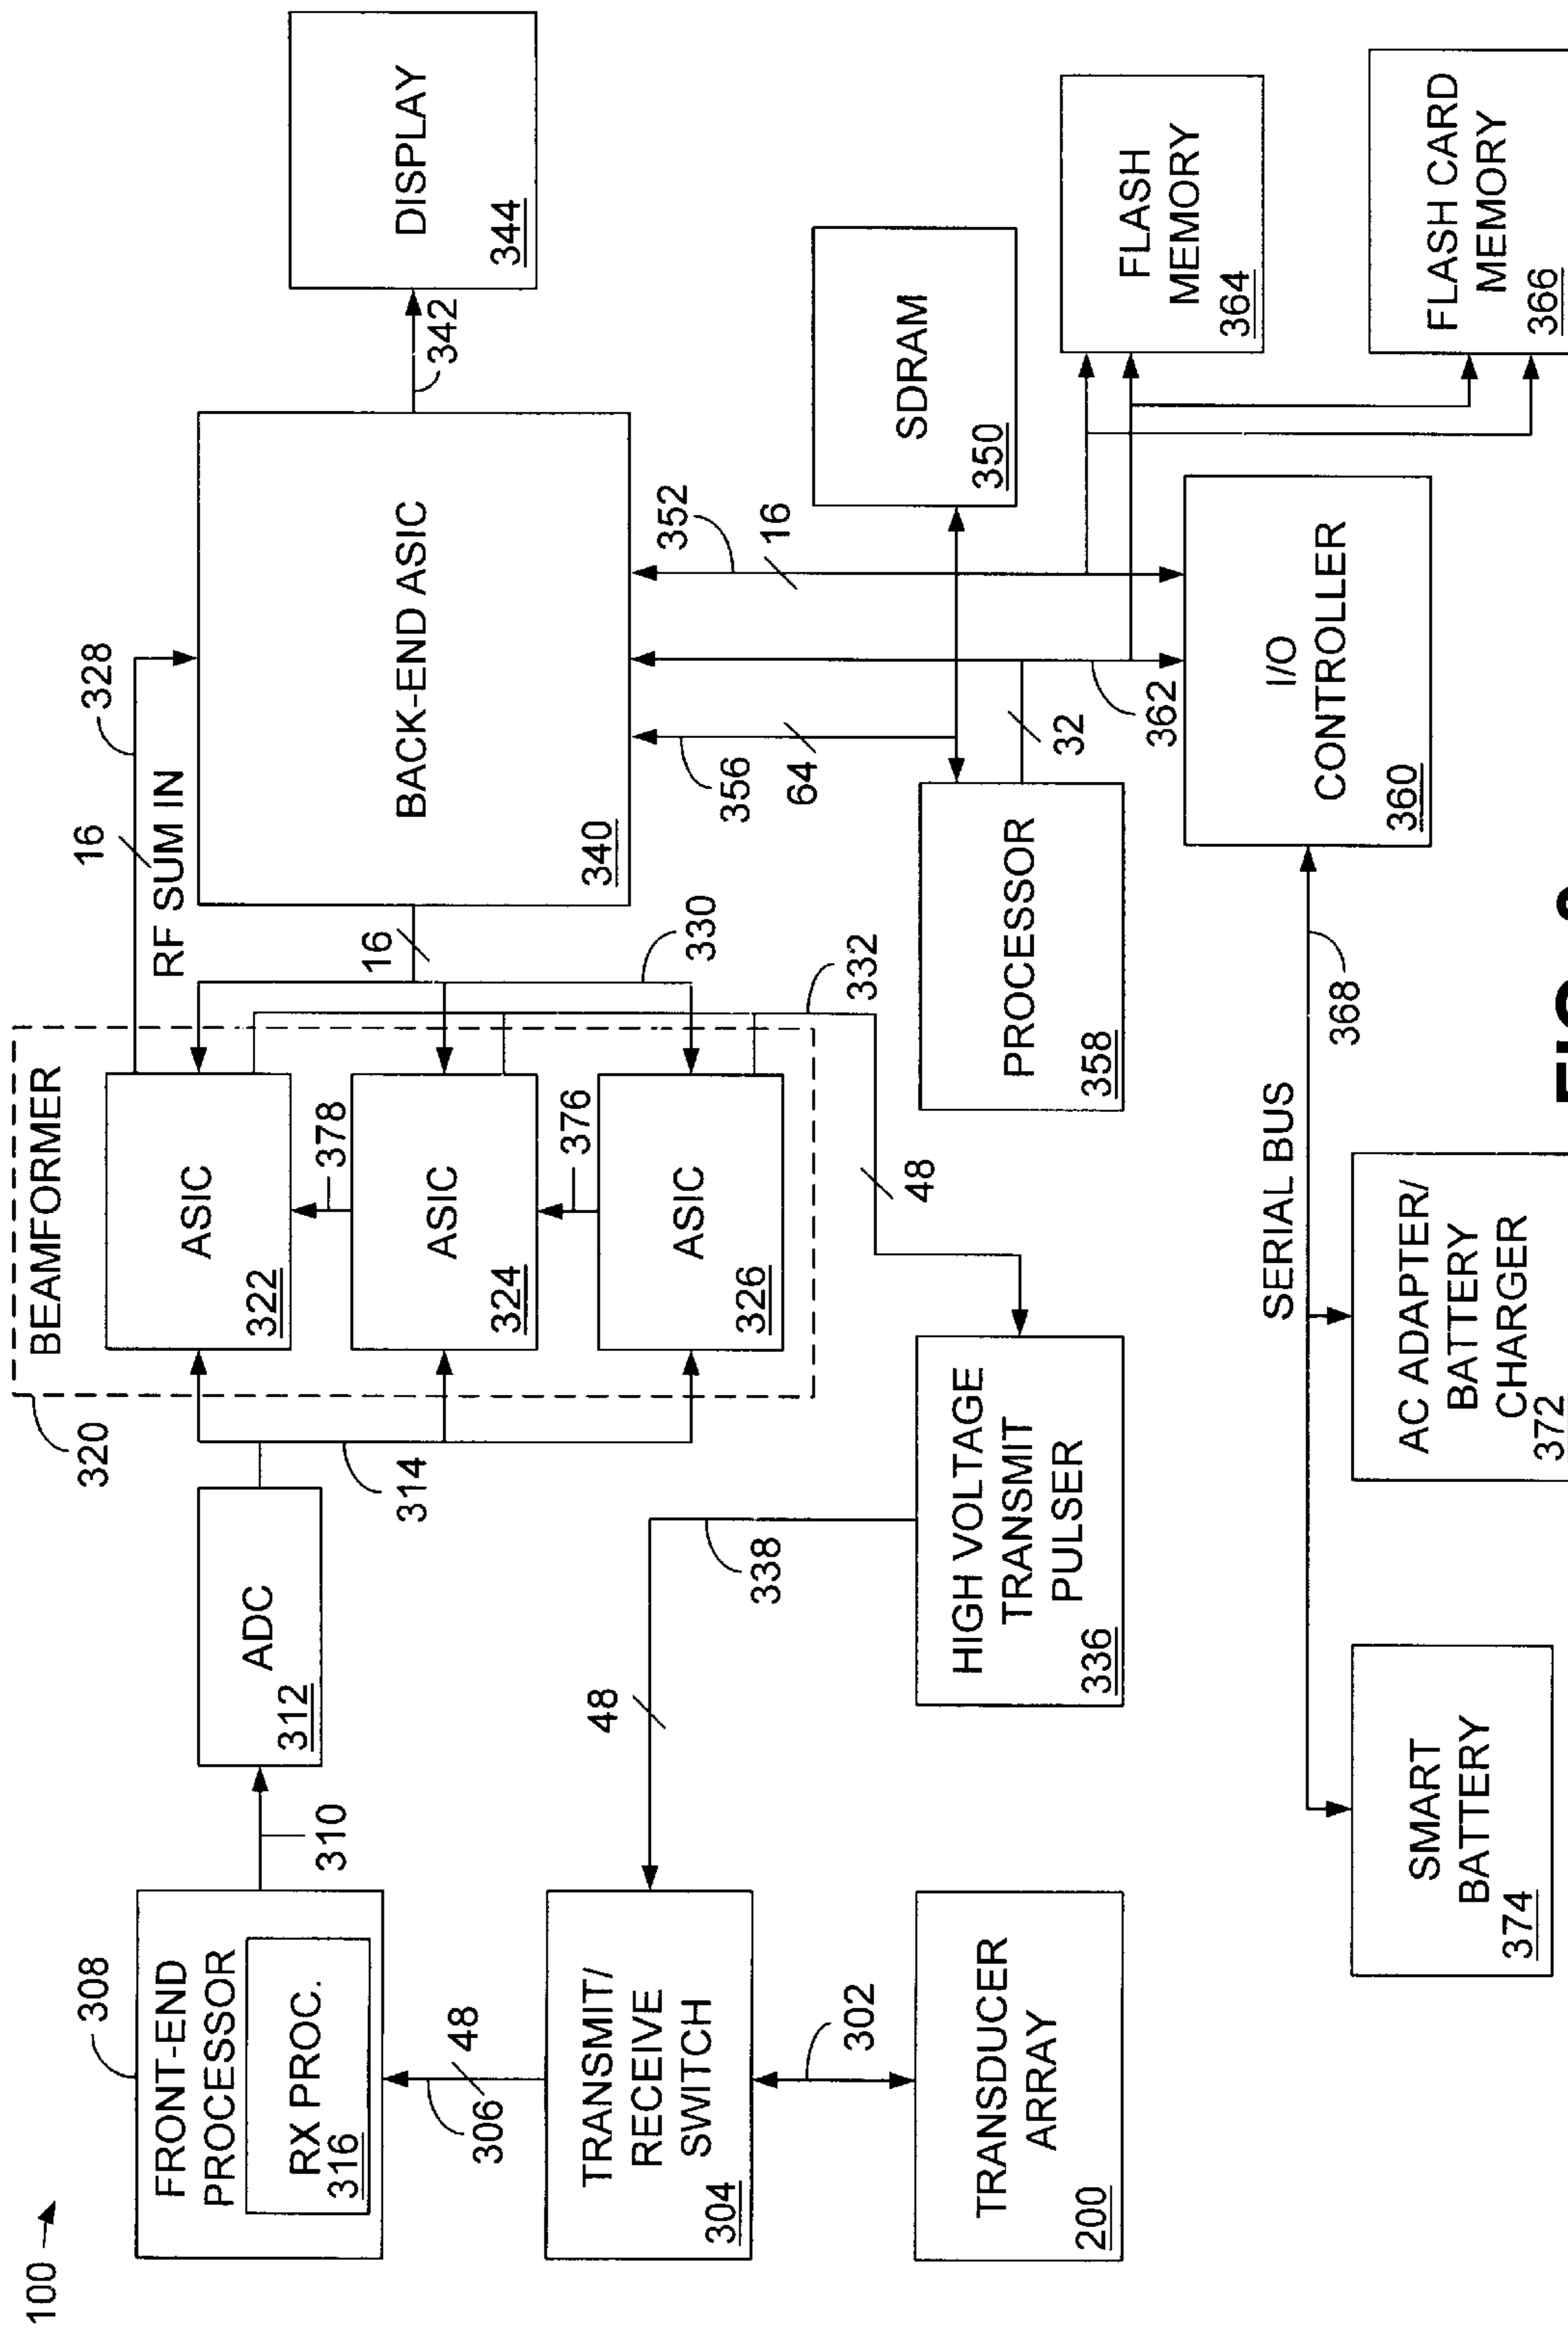 100
308
FRONT-END
PROCESSOR
RX PROC.
316
310
ADC
312
314
320
BEAMFORMER
ASIC
322
378
ASIC
324
376
ASIC
326
16
RF SUM IN
328
16
330
332
BACK-END ASIC
340
342
DISPLAY
344
48
306
TRANSMIT/
RECEIVE
SWITCH
304
302
TRANSDUCER
ARRAY
200
48
338
HIGH VOLTAGE
TRANSMIT
PULSER
336
48
356
64
352
16
SDRAM
350
PROCESSOR
358
32
362
FLASH
MEMORY
364
FLASH CARD
MEMORY
366
I/O
CONTROLLER
360
368
SERIAL BUS
SMART
BATTERY
374
AC ADAPTER/
BATTERY
CHARGER
372